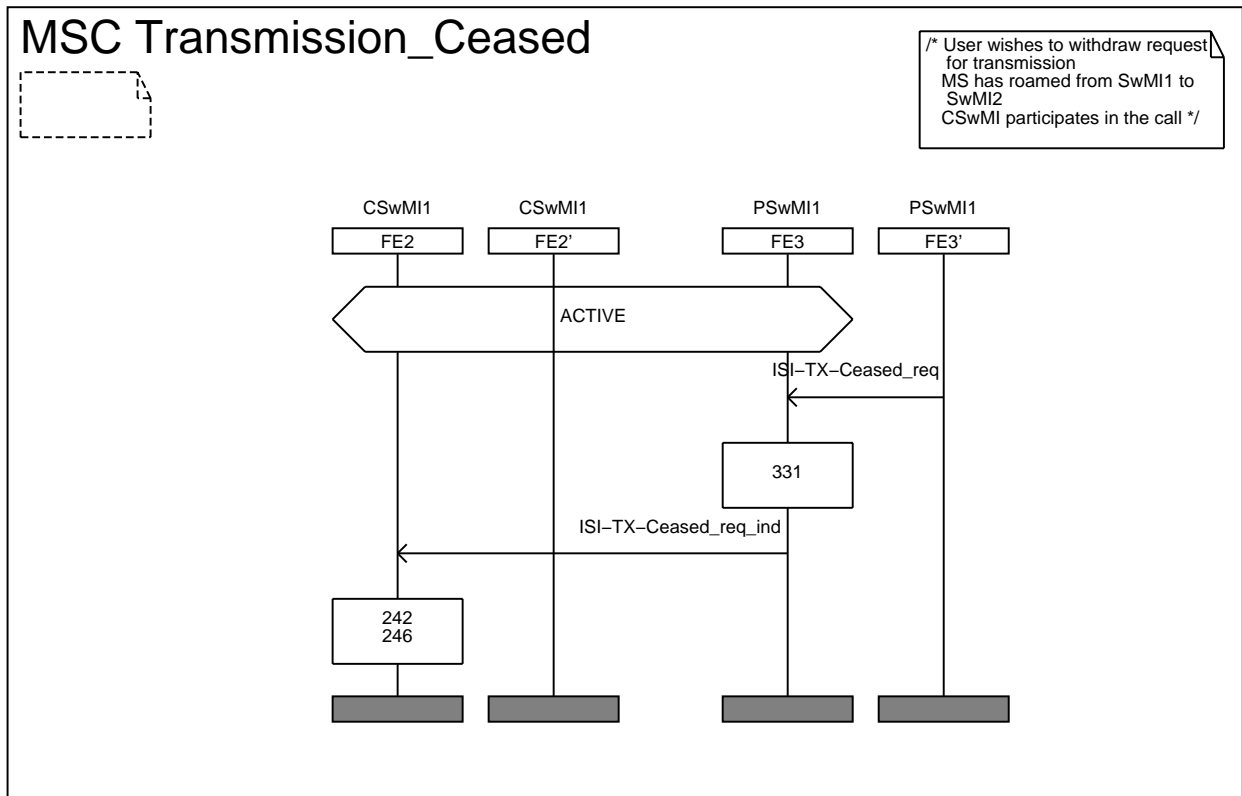 MSC Transmission_Ceased
/* User wishes to withdraw request
for transmission
MS has roamed from SwMI1 to
SwMI2
CSwMI participates in the call */
CSwMI1 CSwMI1 PSwMI1 PSwMI1
FE2 FE2' FE3 FE3'
ACTIVE
ISI−TX−Ceased_req
331
ISI−TX−Ceased_req_ind
242
246